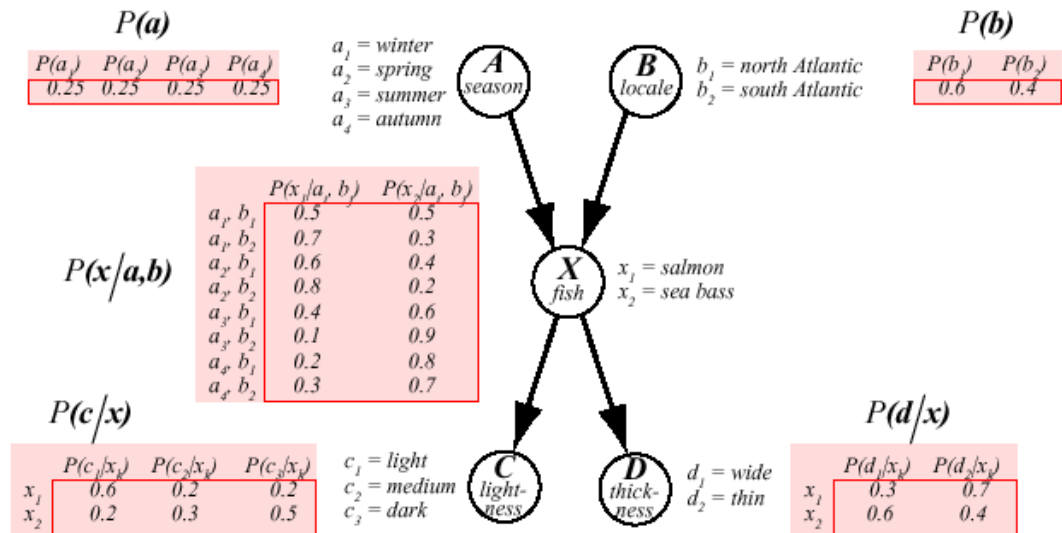 P(a)
P(a₁) P(a₂) P(a₃) P(a₄)
0.25 0.25 0.25 0.25
a₁ = winter
a₂ = spring
a₃ = summer
a₄ = autumn
A
season
B
locale
b₁ = north Atlantic
b₂ = south Atlantic
P(b)
P(b₁) P(b₂)
0.6 0.4
P(x|a,b)
P(x₁|aᵢ, bⱼ) P(x₂|aᵢ, bⱼ)
a₁, b₁ 0.5 0.5
a₁, b₂ 0.7 0.3
a₂, b₁ 0.6 0.4
a₂, b₂ 0.8 0.2
a₃, b₁ 0.4 0.6
a₃, b₂ 0.1 0.9
a₄, b₁ 0.2 0.8
a₄, b₂ 0.3 0.7
X
fish
x₁ = salmon
x₂ = sea bass
P(c|x)
P(c₁|xₖ) P(c₂|xₖ) P(c₃|xₖ)
x₁ 0.6 0.2 0.2
x₂ 0.2 0.3 0.5
c₁ = light
c₂ = medium
c₃ = dark
C
light-
ness
D
thick-
ness
d₁ = wide
d₂ = thin
P(d|x)
P(d₁|xₖ) P(d₂|xₖ)
x₁ 0.3 0.7
x₂ 0.6 0.4